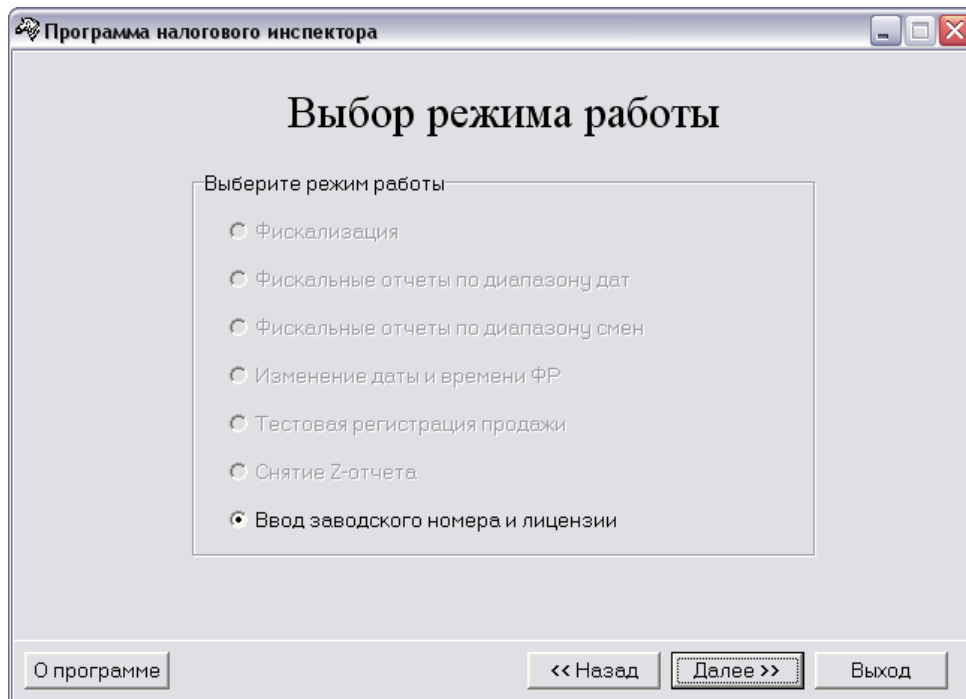 Программа налогового инспектора
Выбор режима работы
Выберите режим работы
Фискализация
Фискальные отчеты по диапазону дат
Фискальные отчеты по диапазону смен
Изменение даты и времени ФР
Тестовая регистрация продажи
Снятие Z-отчета
Ввод заводского номера и лицензии
О программе
<< Назад
Далее >>
Выход